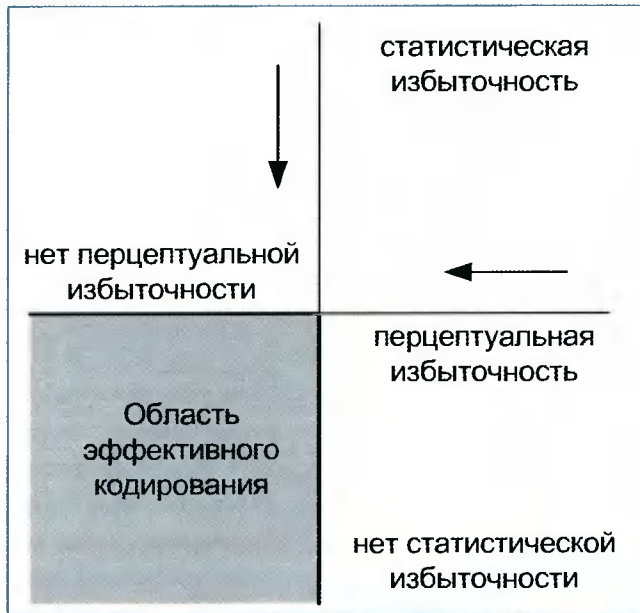 статистическая
избыточность
нет перцептуальной
избыточности
перцептуальная
избыточность
Область
эффективного
кодирования
нет статистической
избыточности